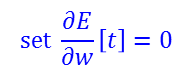 set ∂E/∂w [t] = 0